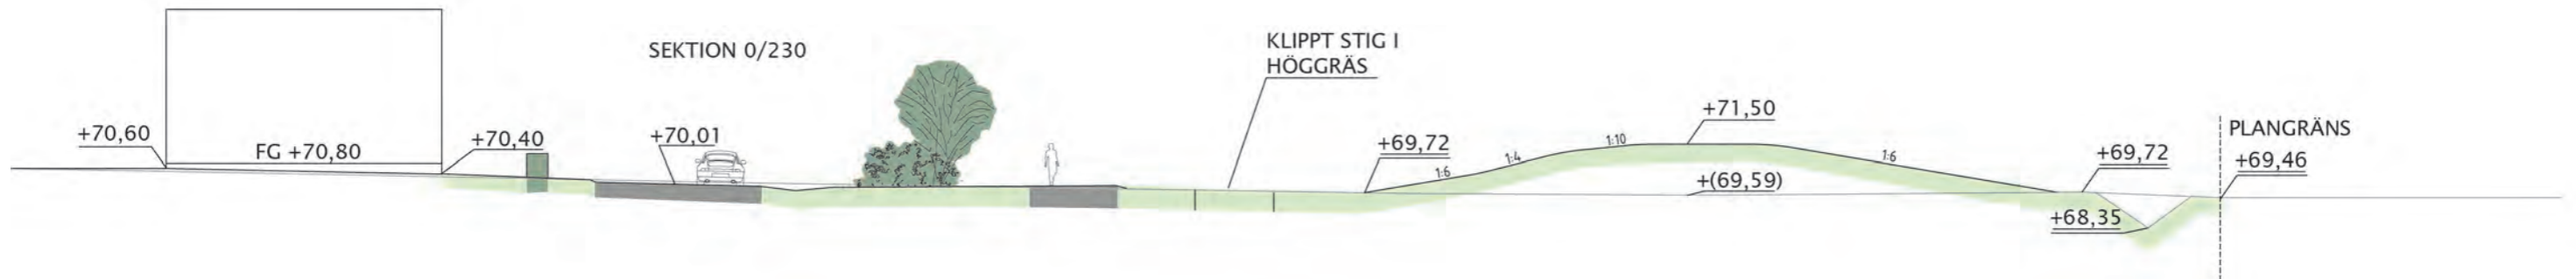 SEKTION 0/230
KLIPPT STIG I
HÖGGRÄS
+70,60
FG +70,80
+70,40
+70,01
+69,72
1:6
1:4
1:10
+71,50
+(69,59)
1:6
+69,72
+68,35
PLANGRÄNS
+69,46